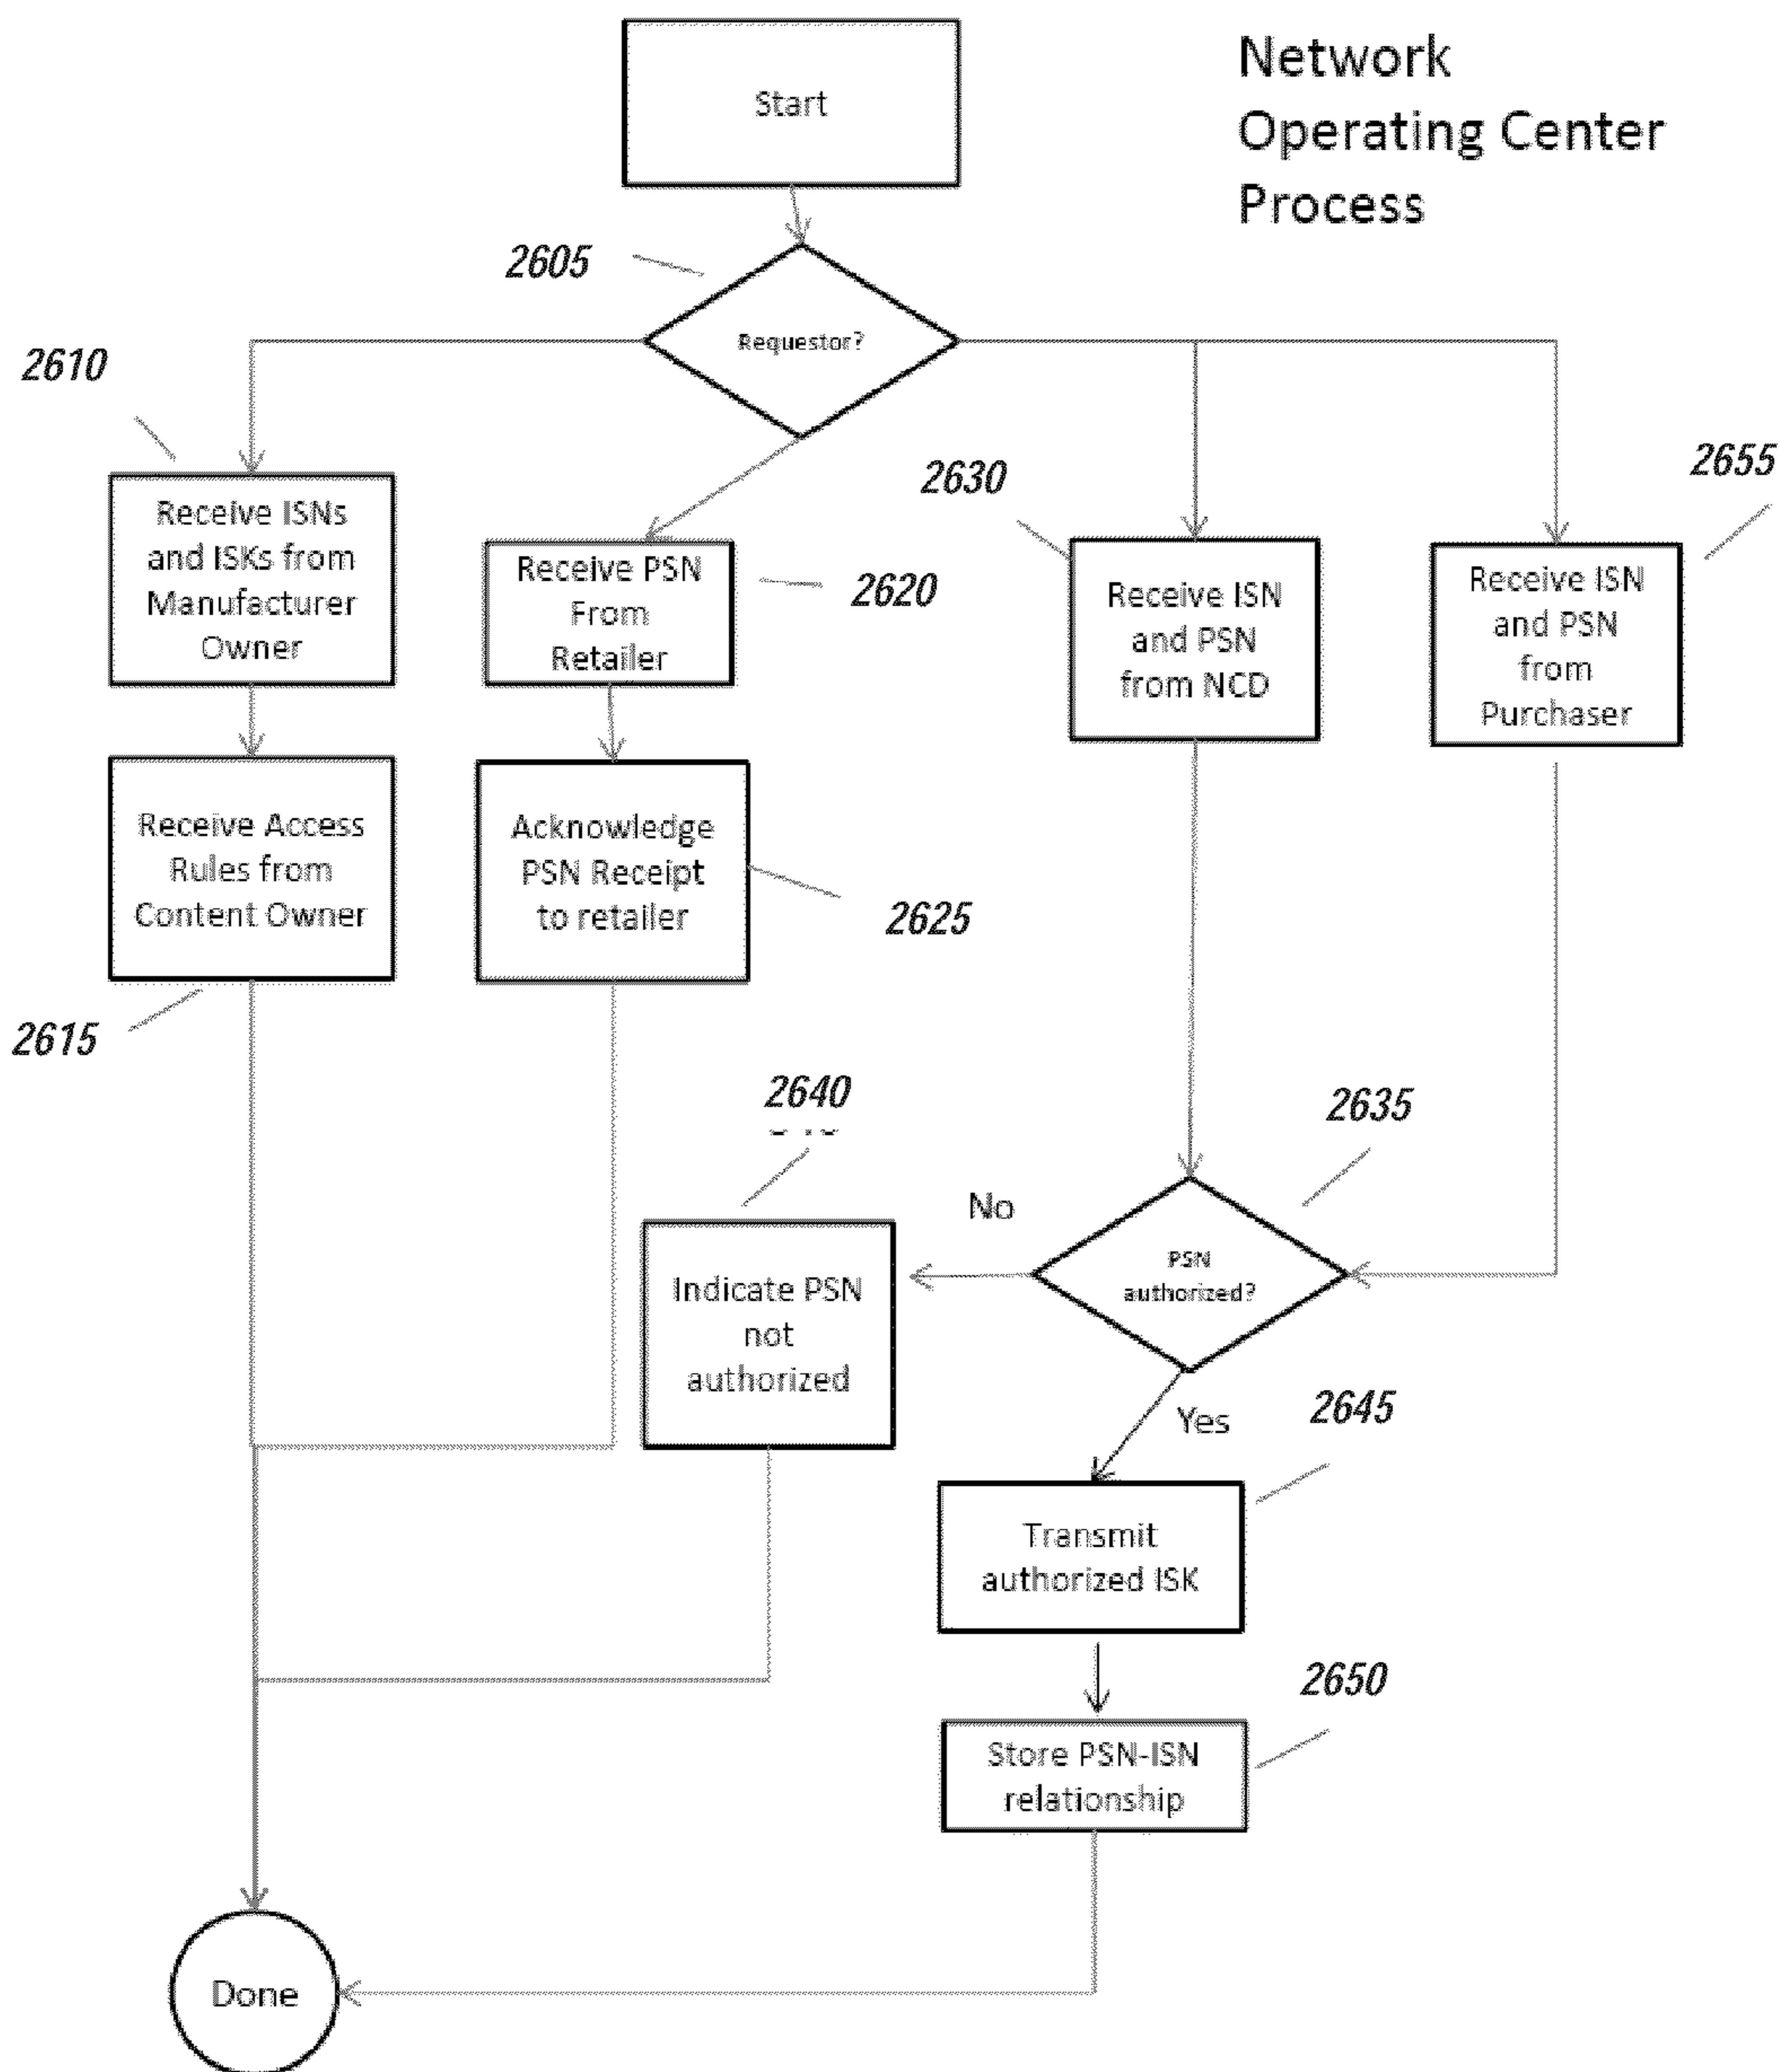 Start
Network
Operating Center
Process
2605
Requestor?
2610
Receive ISNs
and ISKs from
Manufacturer
Owner
Receive PSN
From
Retailer
2620
2630
Receive ISN
and PSN
from NCD
2655
Receive ISN
and PSN
from
Purchaser
Receive Access
Rules from
Content Owner
2615
Acknowledge
PSN Receipt
to retailer
2625
2640
Indicate PSN
not
authorized
No
2635
PSN
authorized?
Yes
2645
Transmit
authorized ISK
2650
Store PSN-ISN
relationship
Done